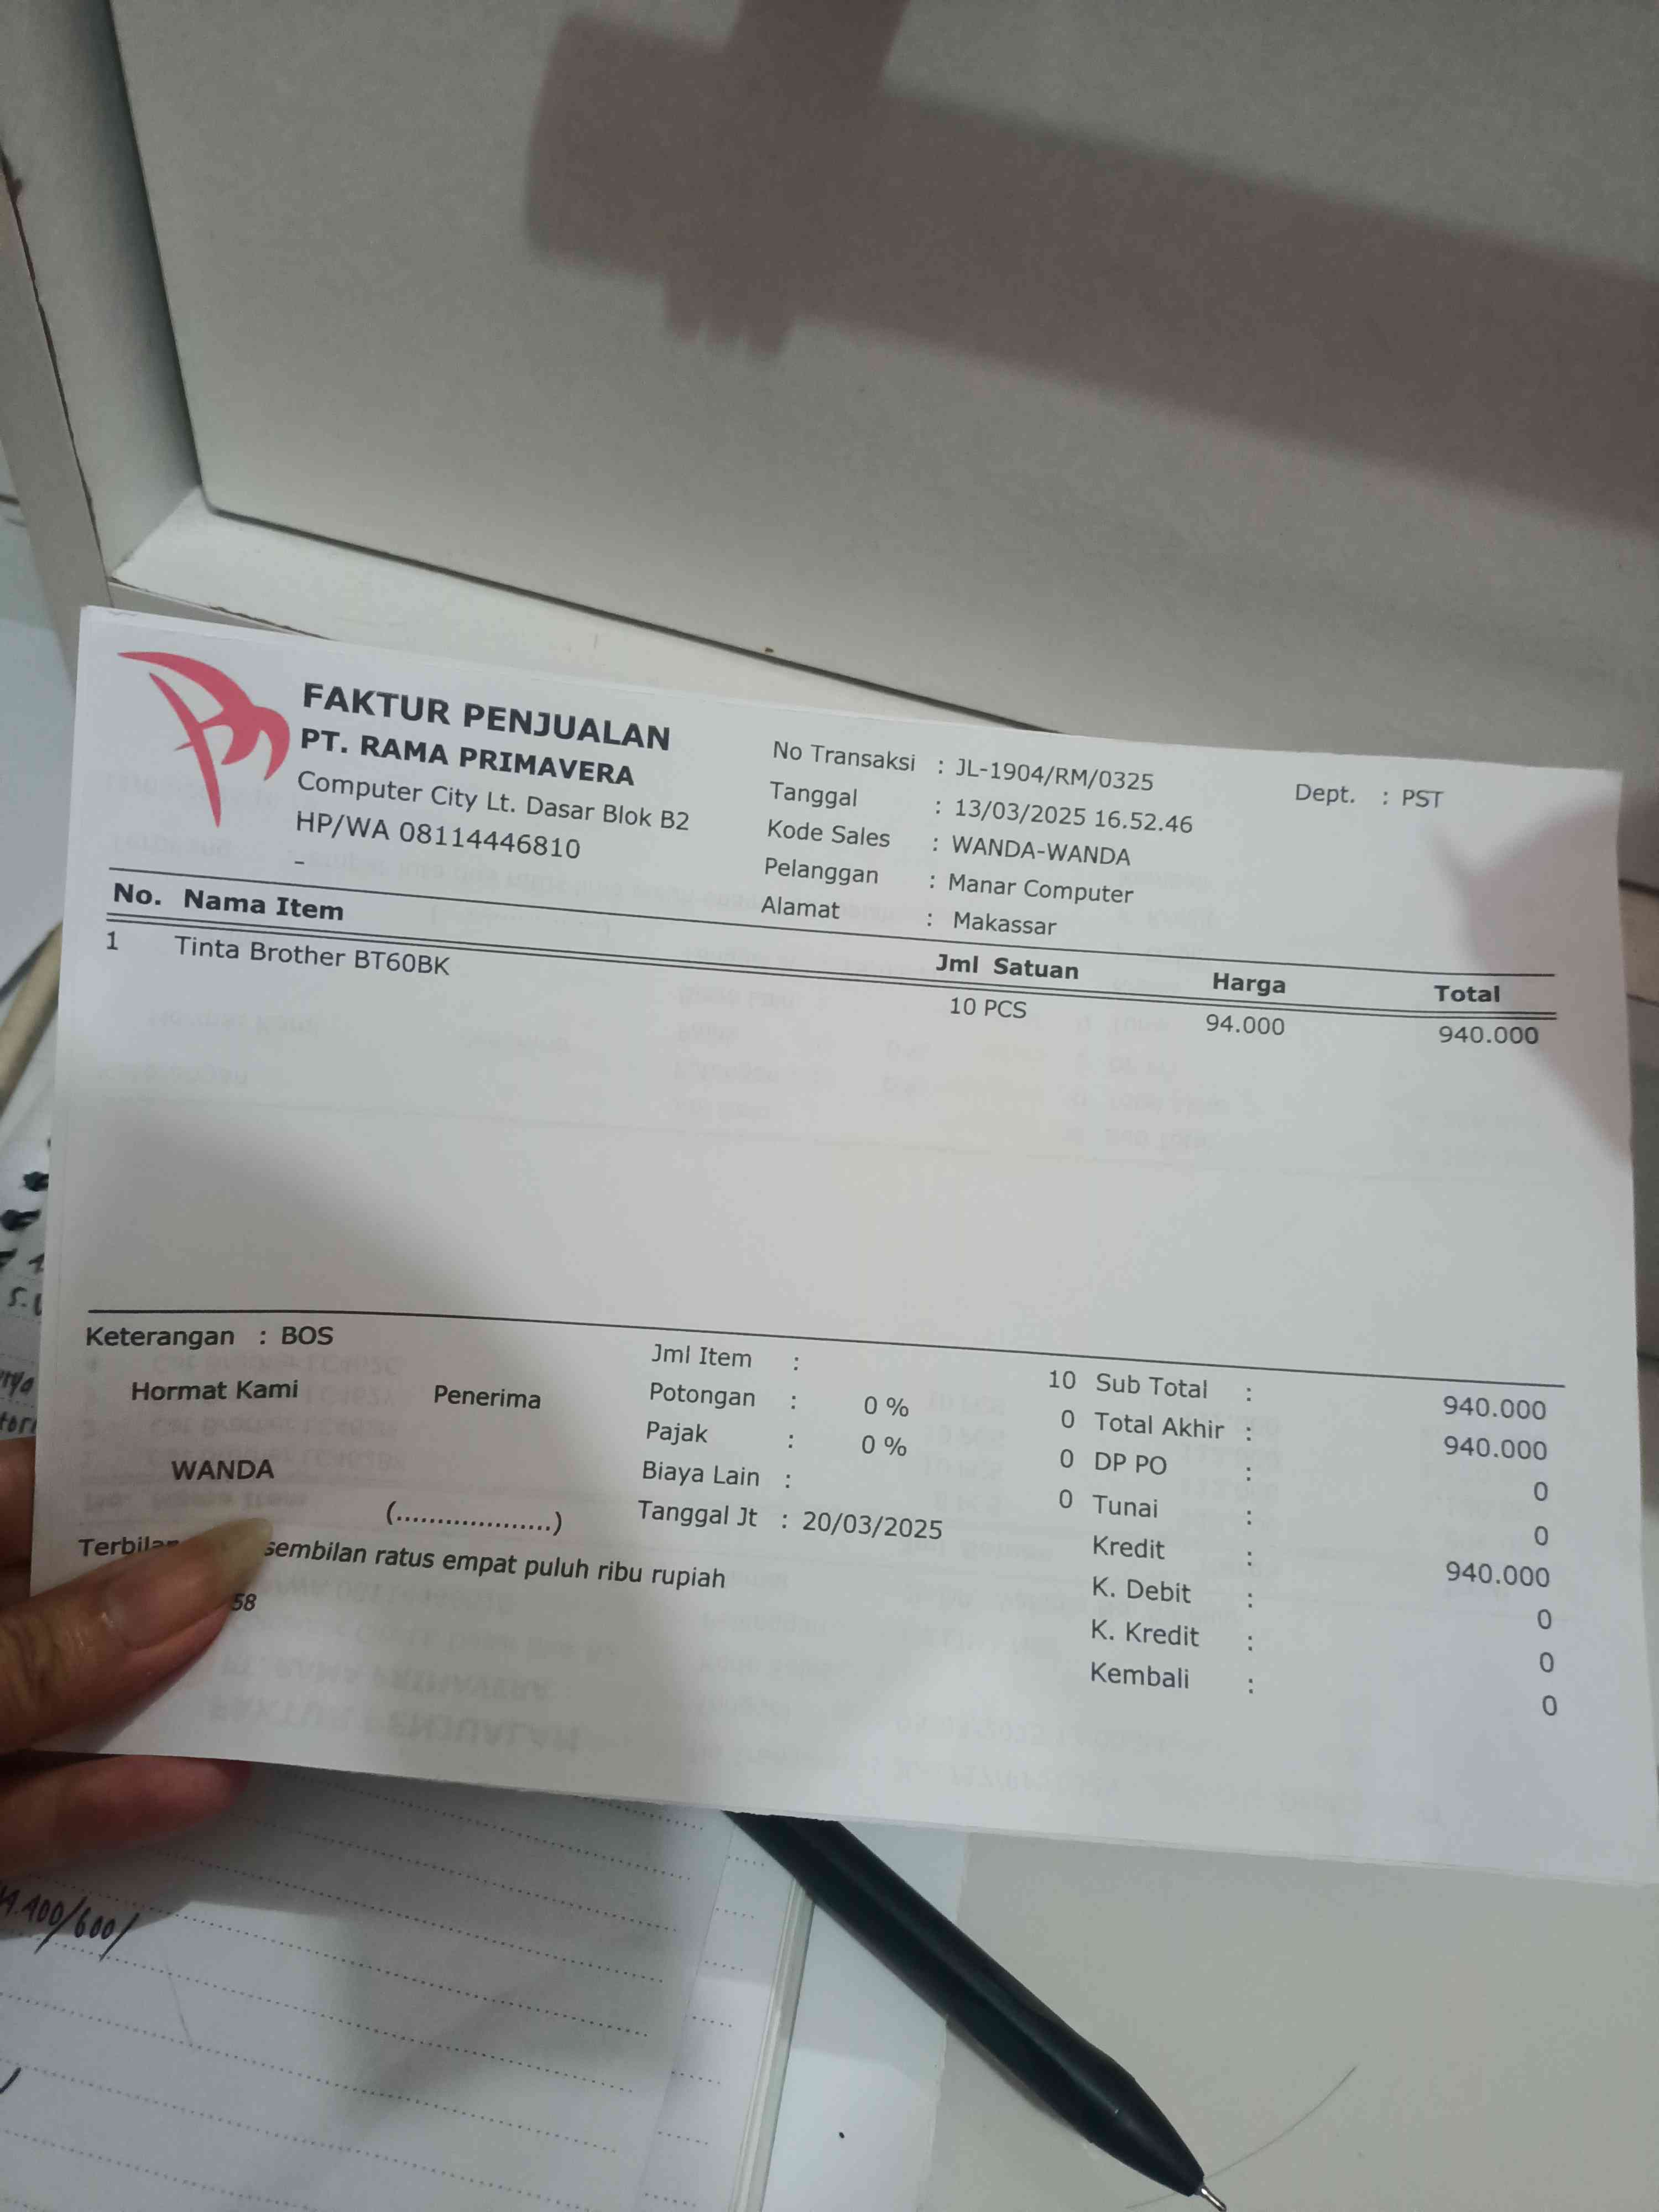 FAKTUR PENJUALAN
PT. RAMA PRIMAVERA
Computer City Lt. Dasar Blok B2
HP/WA 08114446810
-
No Transaksi : JL-1904/RM/0325
Tanggal : 13/03/2025 16.52.46
Kode Sales : WANDA-WANDA
Pelanggan : Manar Computer
Alamat : Makassar
Dept. : PST
No. Nama Item Jml Satuan Harga Total
1 Tinta Brother BT60BK 10 PCS 94.000 940.000
Keterangan : BOS
Hormat Kami Penerima
WANDA
(...................)
Jml Item : 10
Potongan : 0 % 0
Pajak : 0 % 0
Biaya Lain : 0
Tanggal Jt : 20/03/2025
Sub Total : 940.000
Total Akhir : 940.000
DP PO : 0
Tunai : 0
Kredit : 940.000
K. Debit : 0
K. Kredit : 0
Kembali : 0
sembilan ratus empat puluh ribu rupiah
58
400/600/